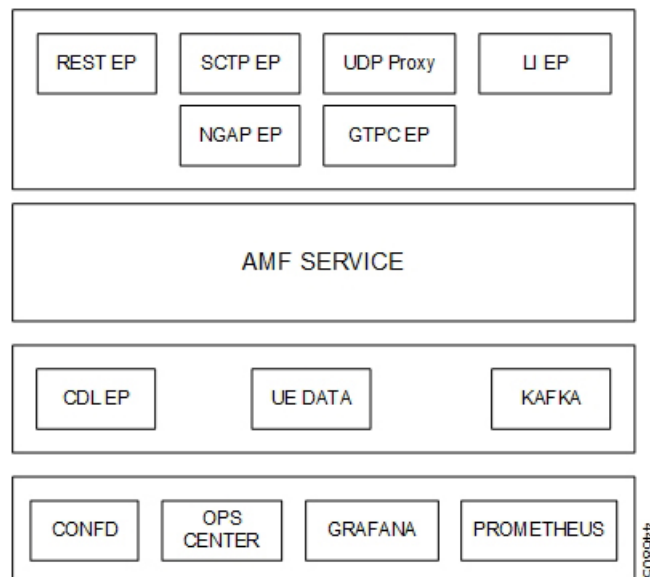 REST EP
SCTP EP
UDP Proxy
LI EP
NGAP EP
GTPC EP
AMF SERVICE
CDL EP
UE DATA
KAFKA
CONFD
OPS
CENTER
GRAFANA
PROMETHEUS